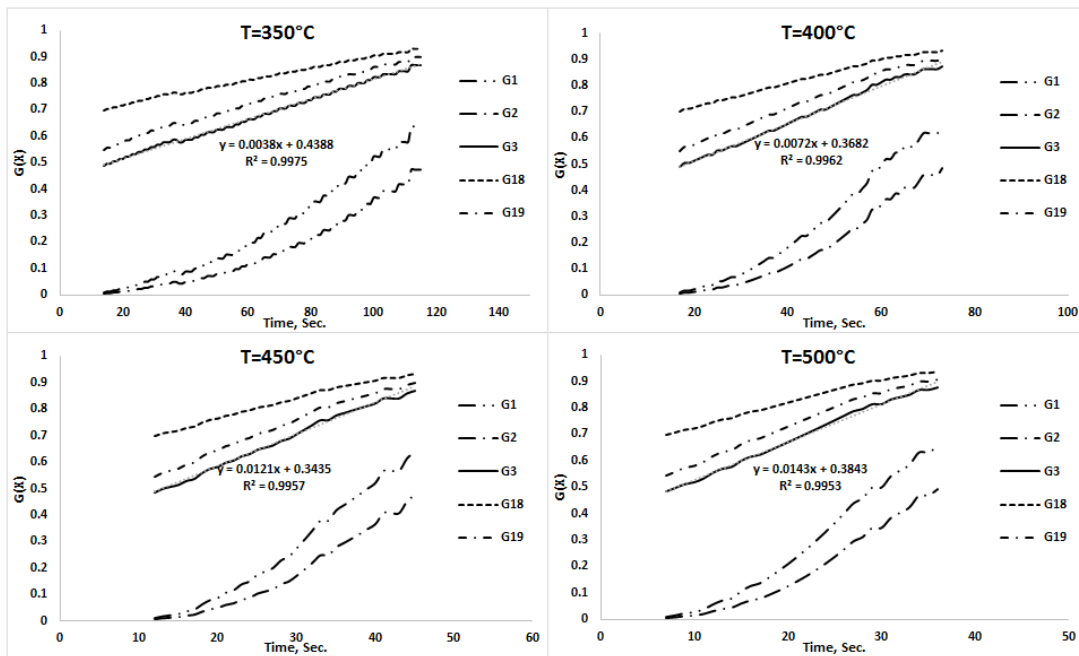 T=350°C
1
0.9
0.8
0.7
0.6
0.5
0.4
0.3
0.2
0.1
0
G(X)
y = 0.0038x + 0.4388
R² = 0.9975
G1
G2
G3
G18
G19
0 20 40 60 80 100 120 140
Time, Sec.
T=400°C
1
0.9
0.8
0.7
0.6
0.5
0.4
0.3
0.2
0.1
0
G(X)
y = 0.0072x + 0.3682
R² = 0.9962
G1
G2
G3
G18
G19
0 20 40 60 80 100
Time, Sec.
T=450°C
1
0.9
0.8
0.7
0.6
0.5
0.4
0.3
0.2
0.1
0
G(X)
y = 0.0121x + 0.3435
R² = 0.9957
G1
G2
G3
G18
G19
0 10 20 30 40 50 60
Time, Sec.
T=500°C
1
0.9
0.8
0.7
0.6
0.5
0.4
0.3
0.2
0.1
0
G(X)
y = 0.0143x + 0.3843
R² = 0.9953
G1
G2
G3
G18
G19
0 10 20 30 40 50
Time, Sec.